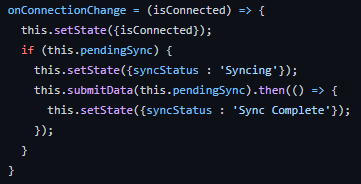 onConnectionChange = (isConnected) => {
  this.setState({isConnected});
  if (this.pendingSync) {
    this.setState({syncStatus : 'Syncing'});
    this.submitData(this.pendingSync).then(() => {
      this.setState({syncStatus : 'Sync Complete'});
    });
  }
}